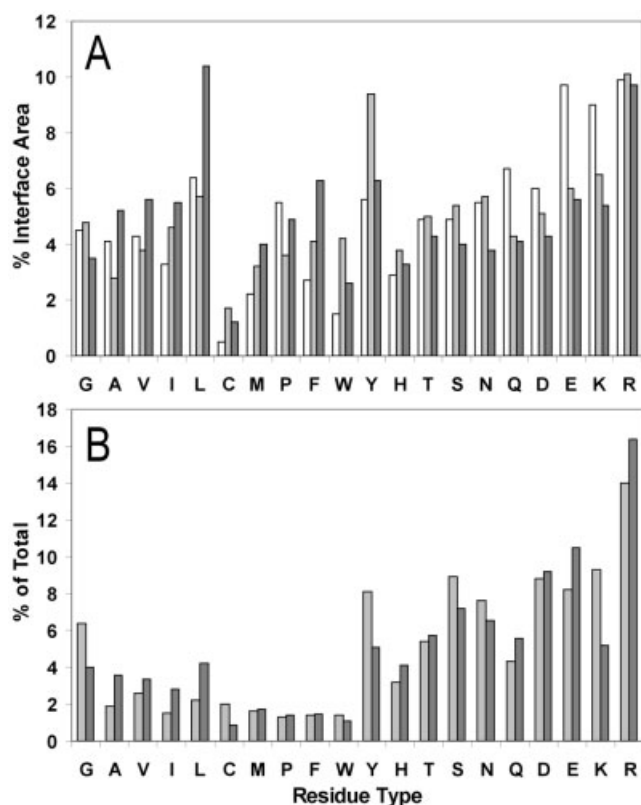 A
% Interface Area
12
10
8
6
4
2
0
G A V I L C M P F W Y H T S N Q D E K R
B
% of Total
18
16
14
12
10
8
6
4
2
0
G A V I L C M P F W Y H T S N Q D E K R
Residue Type